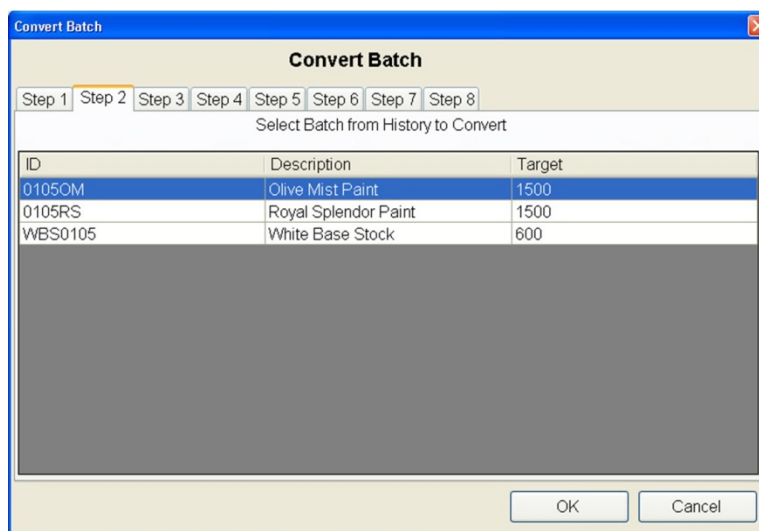 Convert Batch
Convert Batch
Step 1 Step 2 Step 3 Step 4 Step 5 Step 6 Step 7 Step 8
Select Batch from History to Convert
ID Description Target
0105OM Olive Mist Paint 1500
0105RS Royal Splendor Paint 1500
WBS0105 White Base Stock 600
OK Cancel